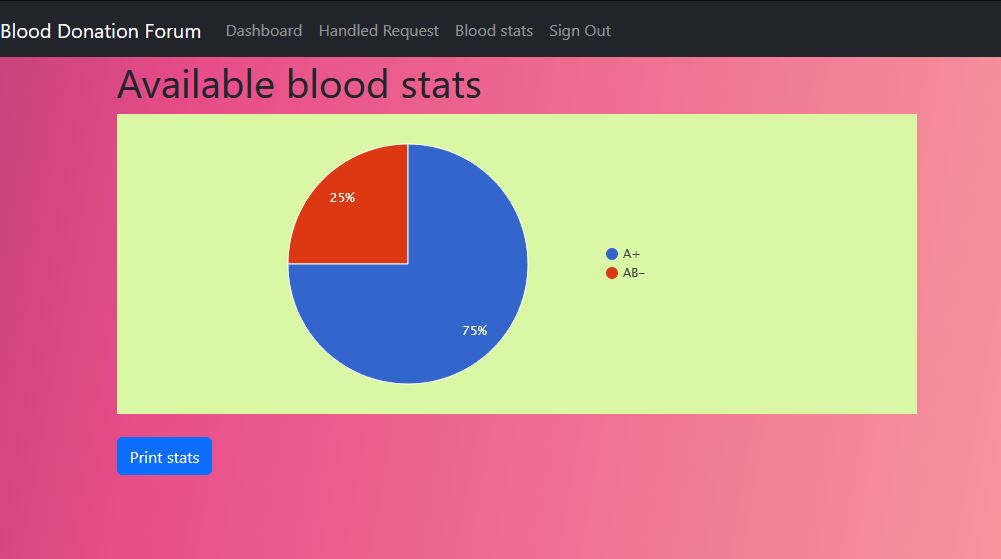 Blood Donation Forum Dashboard Handled Request Blood stats Sign Out
Available blood stats
25%
A+
AB-
75%
Print stats